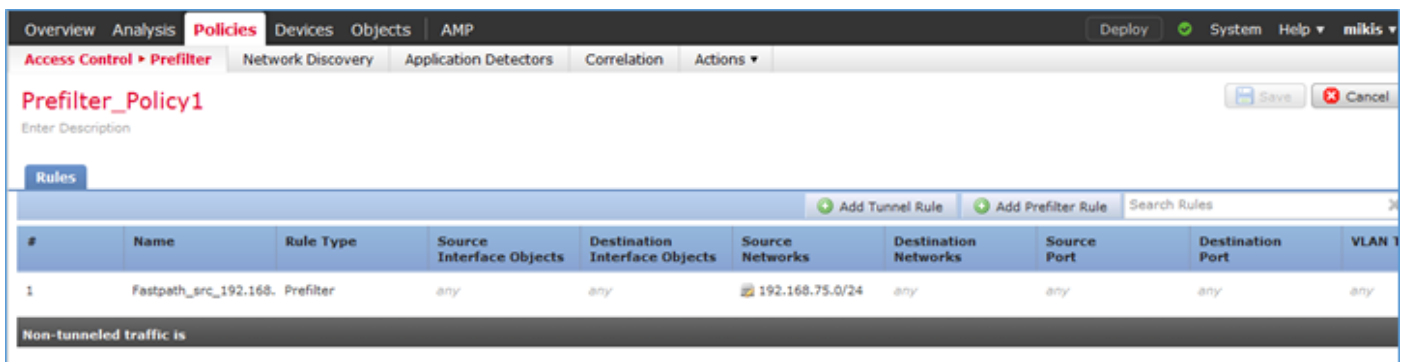 Overview Analysis Policies Devices Objects AMP Deploy System Help ▾ mikis ▾
Access Control ▸ Prefilter Network Discovery Application Detectors Correlation Actions ▾
Prefilter_Policy1 Save Cancel
Enter Description
Rules
Add Tunnel Rule Add Prefilter Rule Search Rules
# Name Rule Type Source Interface Objects Destination Interface Objects Source Networks Destination Networks Source Port Destination Port VLAN T
1 Fastpath_src_192.168. Prefilter any any 192.168.75.0/24 any any any any
Non-tunneled traffic is